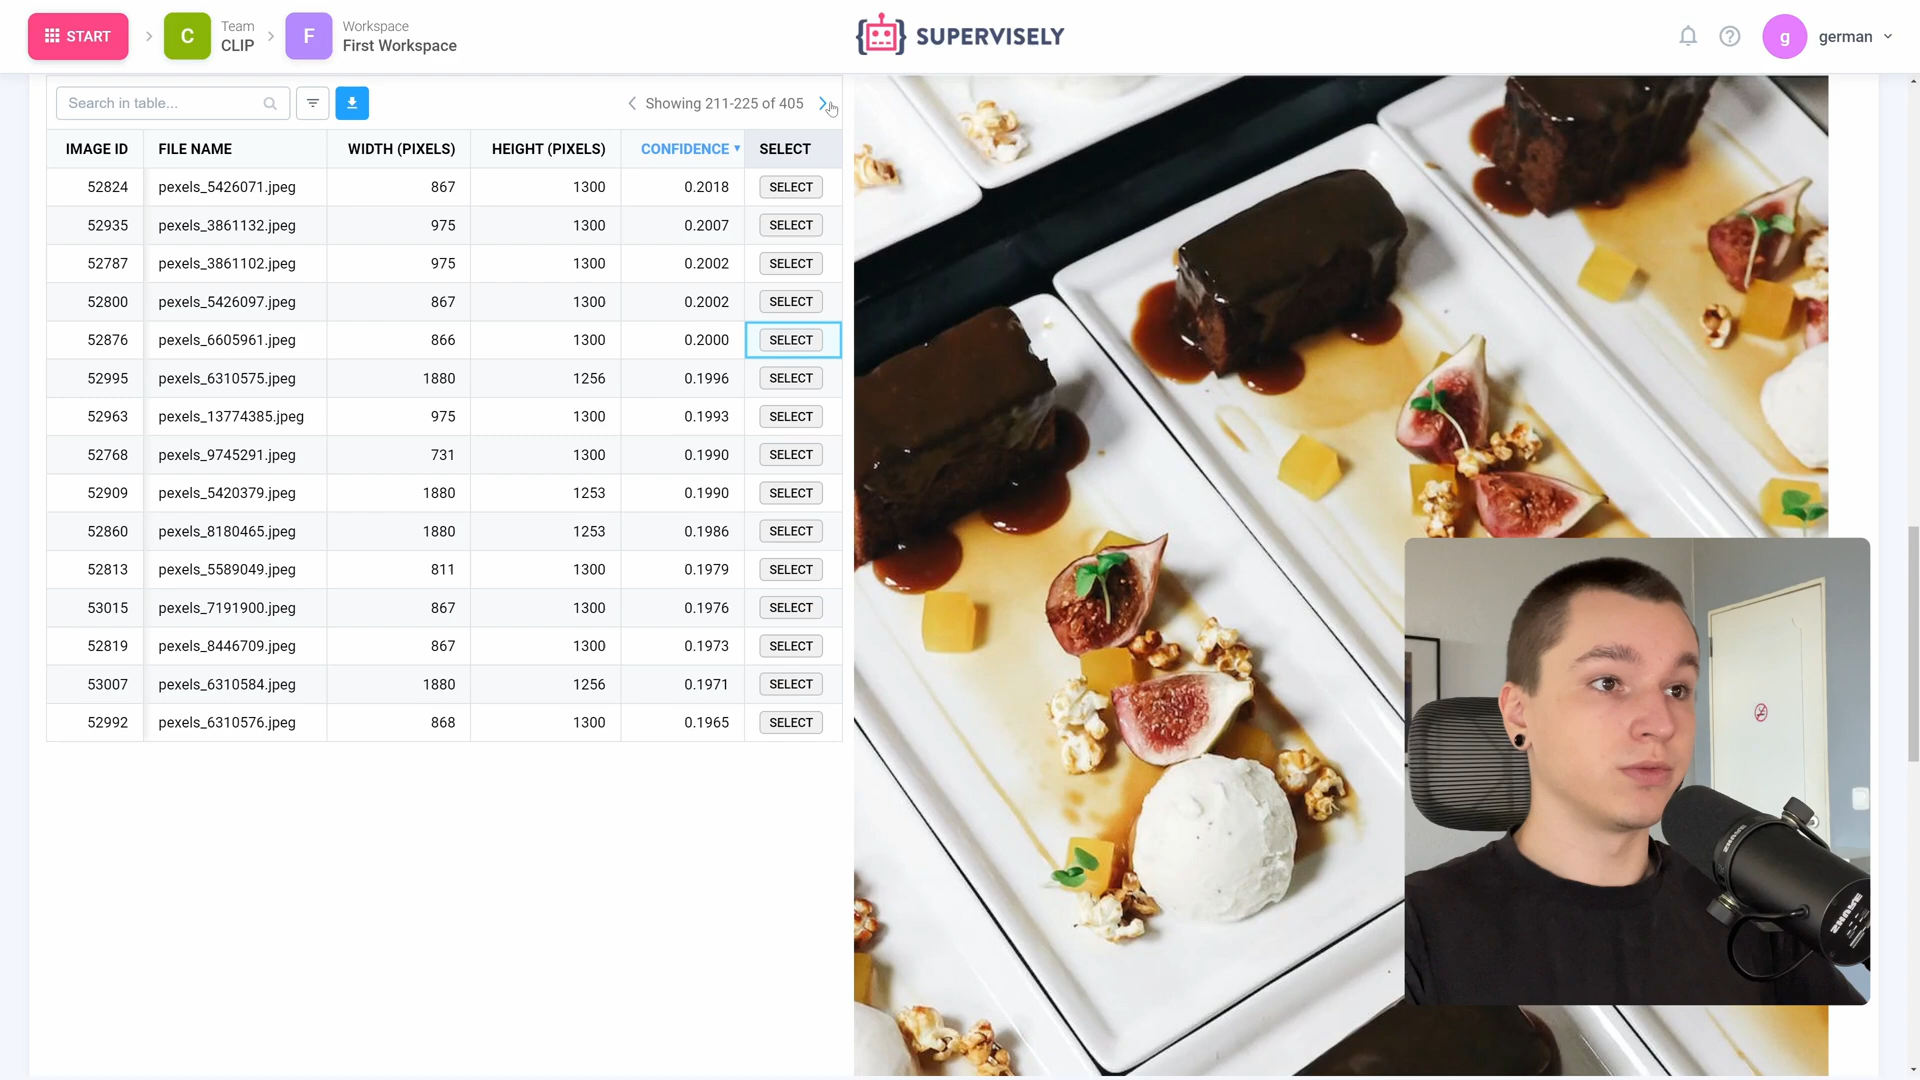 START
C
Team
CLIP
F
Workspace
First Workspace
SUPERVISELY
g
german
Search in table...
Showing 211-225 of 405
IMAGE ID FILE NAME WIDTH (PIXELS) HEIGHT (PIXELS) CONFIDENCE SELECT
52824 pexels_5426071.jpeg 867 1300 0.2018 SELECT
52935 pexels_3861132.jpeg 975 1300 0.2007 SELECT
52787 pexels_3861102.jpeg 975 1300 0.2002 SELECT
52800 pexels_5426097.jpeg 867 1300 0.2002 SELECT
52876 pexels_6605961.jpeg 866 1300 0.2000 SELECT
52995 pexels_6310575.jpeg 1880 1256 0.1996 SELECT
52963 pexels_13774385.jpeg 975 1300 0.1993 SELECT
52768 pexels_9745291.jpeg 731 1300 0.1990 SELECT
52909 pexels_5420379.jpeg 1880 1253 0.1990 SELECT
52860 pexels_8180465.jpeg 1880 1253 0.1986 SELECT
52813 pexels_5589049.jpeg 811 1300 0.1979 SELECT
53015 pexels_7191900.jpeg 867 1300 0.1976 SELECT
52819 pexels_8446709.jpeg 867 1300 0.1973 SELECT
53007 pexels_6310584.jpeg 1880 1256 0.1971 SELECT
52992 pexels_6310576.jpeg 868 1300 0.1965 SELECT
SHURE
SHURE